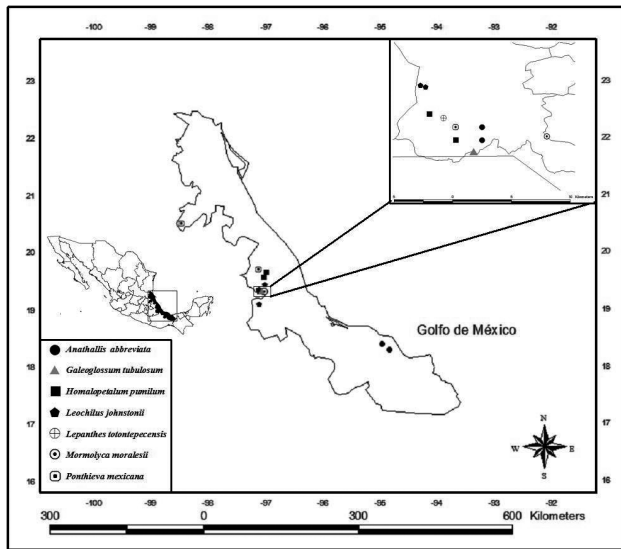 -100 -99 -98 -97 -96 -95 -94 -93 -92
23 23
22 22
21 21
20 20
19 19
18 18
17 17
16 16
Kilometers
Golfo de México
Anathallis abbreviata
Galeoglossum tubulosum
Homalopetalum pumilum
Leochilus johnstonii
Lepanthes totontepecensis
Mormolyca moralesii
Ponthieva mexicana
N
W E
S
-100 -99 -98 -97 -96 -95 -94 -93 -92
300 0 300 600 Kilometers